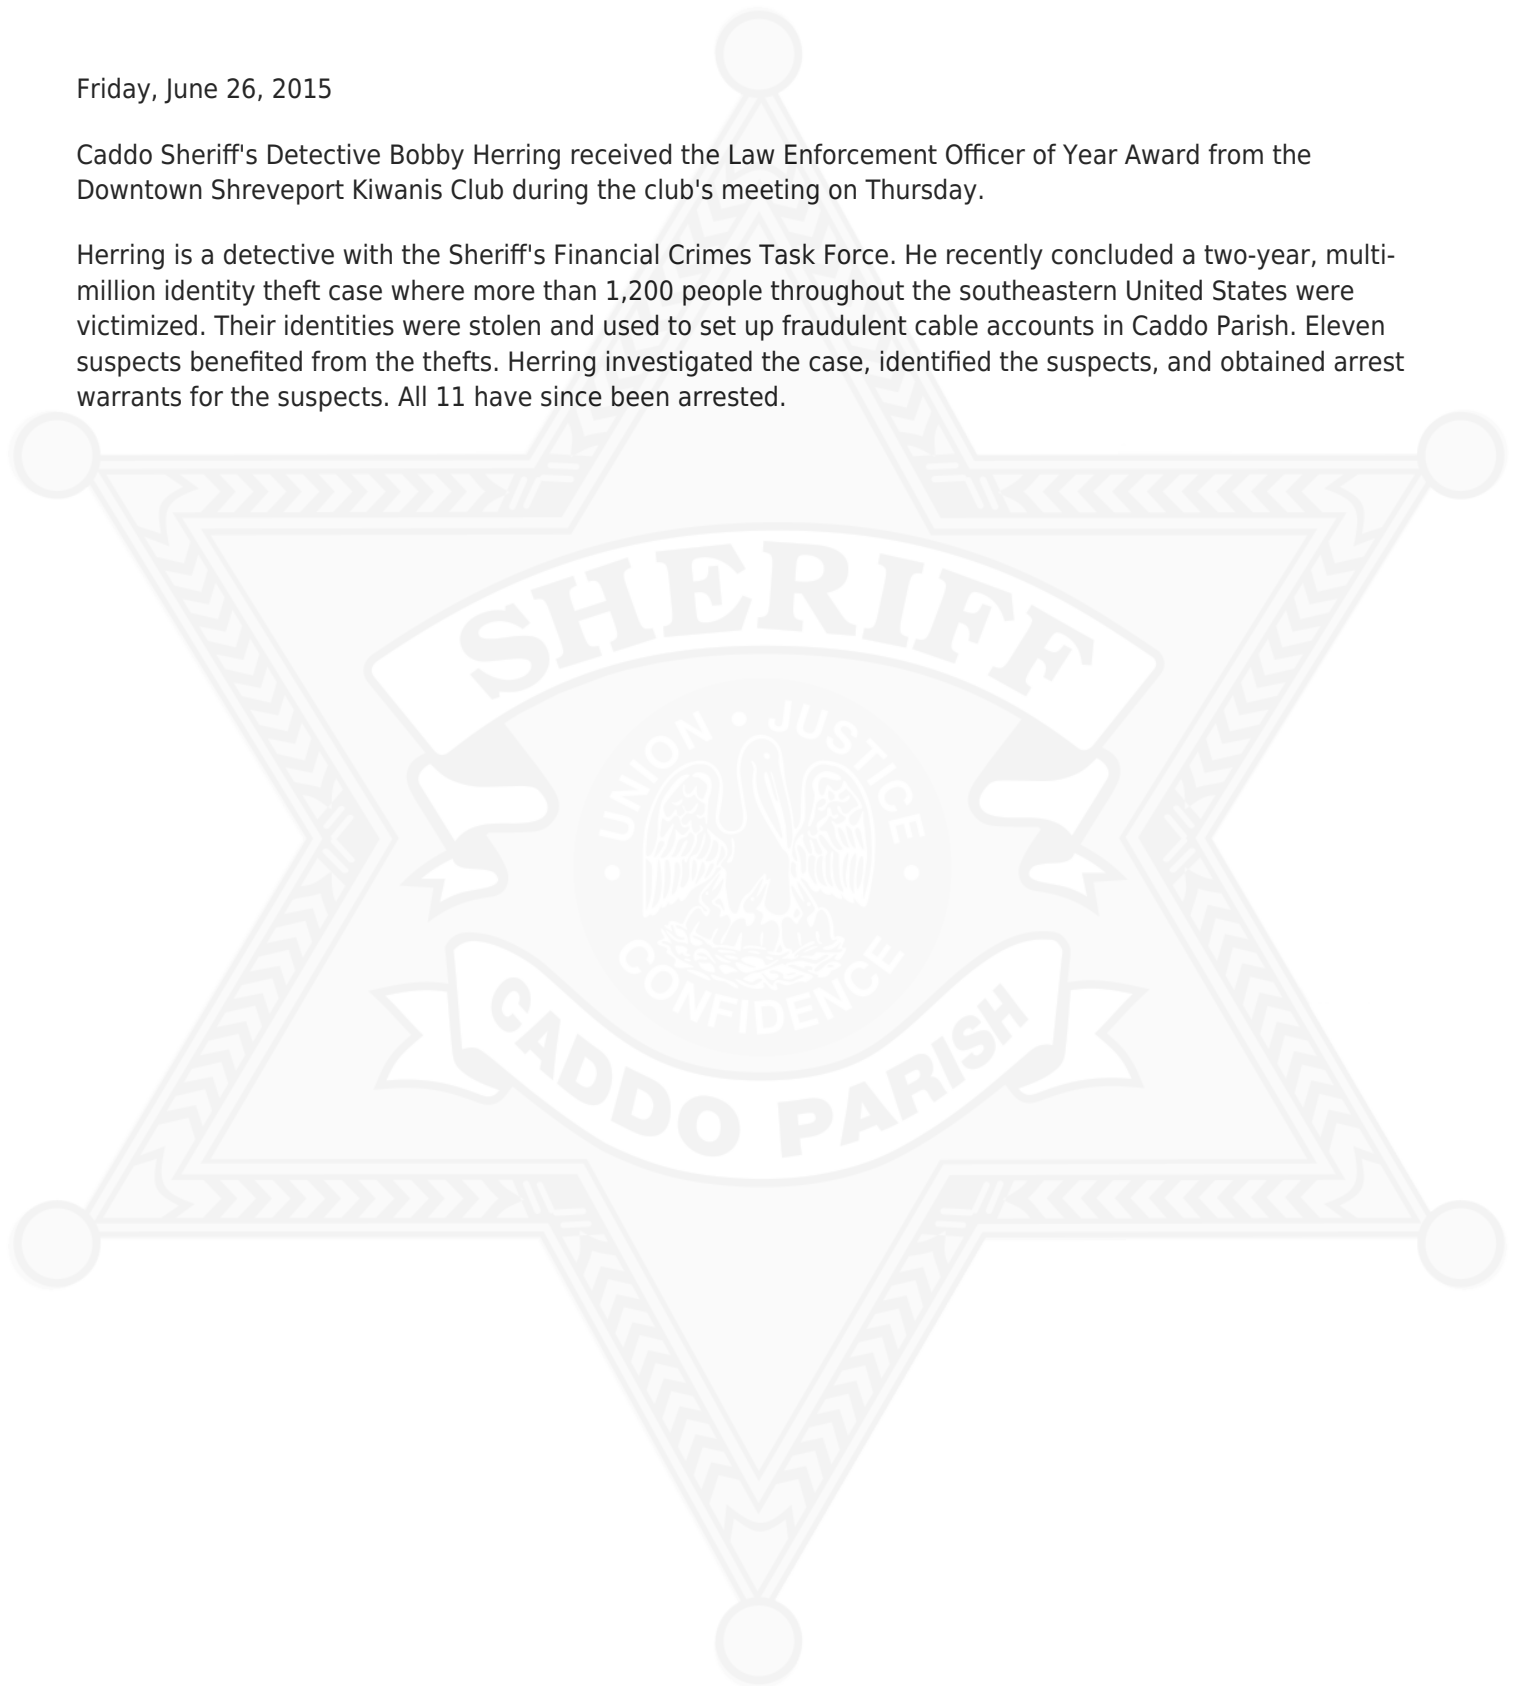 Friday, June 26, 2015
Caddo Sheriff's Detective Bobby Herring received the Law Enforcement Officer of Year Award from the
Downtown Shreveport Kiwanis Club during the club's meeting on Thursday.
Herring is a detective with the Sheriff's Financial Crimes Task Force. He recently concluded a two-year, multi-
million identity theft case where more than 1,200 people throughout the southeastern United States were
victimized. Their identities were stolen and used to set up fraudulent cable accounts in Caddo Parish. Eleven
suspects benefited from the thefts. Herring investigated the case, identified the suspects, and obtained arrest
warrants for the suspects. All 11 have since been arrested.
SHERIFF
UNION • JUSTICE
• CONFIDENCE •
CADDO PARISH